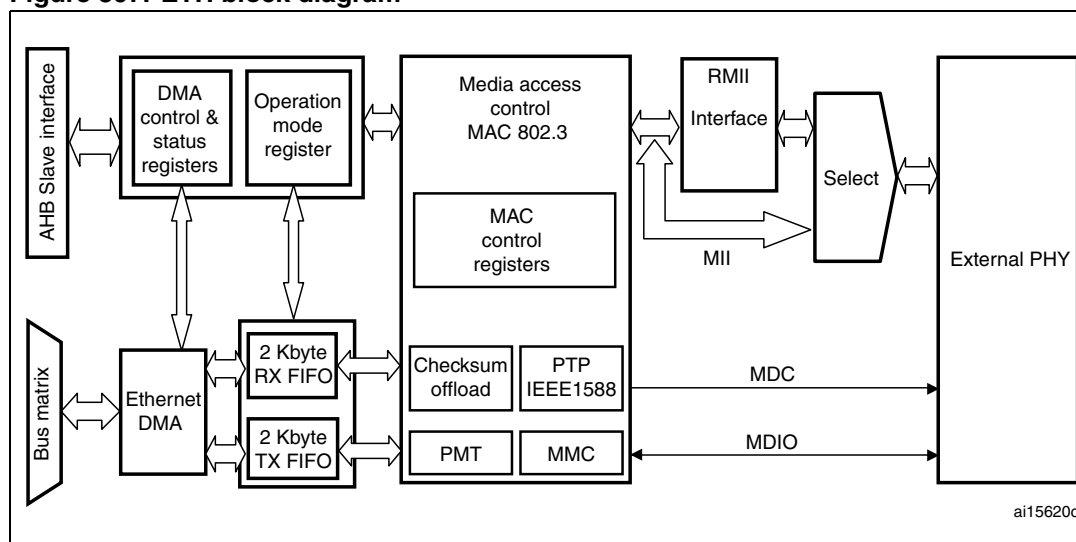 AHB Slave interface
DMA
control &
status
registers
Operation
mode
register
Media access
control
MAC 802.3
RMII
Interface
Select
External PHY
MAC
control
registers
MII
Bus matrix
Ethernet
DMA
2 Kbyte
RX FIFO
2 Kbyte
TX FIFO
Checksum
offload
PTP
IEEE1588
PMT
MMC
MDC
MDIO